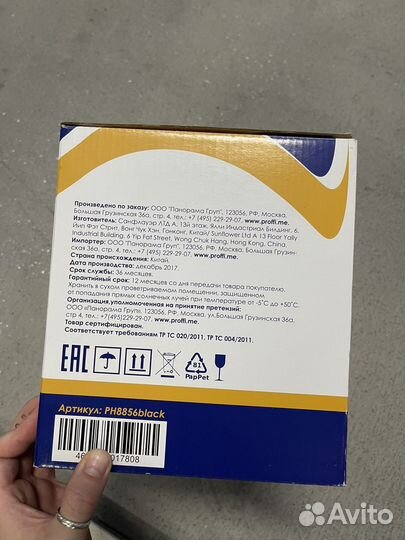 Произведено по заказу: ООО "Панорама Груп", 123056, РФ, Москва,
Большая Грузинская 36а, стр. 4, тел.: +7 (495) 229-29-07, www.proffi.me.
Изготовитель: Санфлауэр ЛТД А, 13й этаж, Ялли Индастриал Билдинг, 6,
Йип Фэт Стрит, Вонг Чук Хэнг, Гонконг, Китай/ Sunflower Ltd A 13 Floor Yally
Industrial Building, 6 Yip Fat Street, Wong Chuk Hang, Hong Kong, China.
Импортер: ООО "Панорама Груп", 123056, РФ, Москва, Большая Грузин-
ская 36а, стр. 4, тел.: +7 (495) 229-29-07, www.proffi.me.
Страна происхождения: Китай.
Дата производства: декабрь 2017.
Срок службы: 36 месяцев.
Гарантийный срок: 12 месяцев со дня передачи товара покупателю.
Хранить в сухом проветриваемом помещении, защищенном
от попадания прямых солнечных лучей при температуре от -5°С до +50°С.
Организация, уполномоченная на принятие претензий:
ООО "Панорама Груп", 123056, РФ, Москва, ул.Большая Грузинская 36а,
стр. 4, тел.: +7(495)229-29-07, www.proffi.me.
Товар сертифицирован.
Соответствует требованиям ТР ТС 020/2011, ТР ТС 004/2011.
EAC
81
PapPet
Артикул: PH8856black
017808
Avito